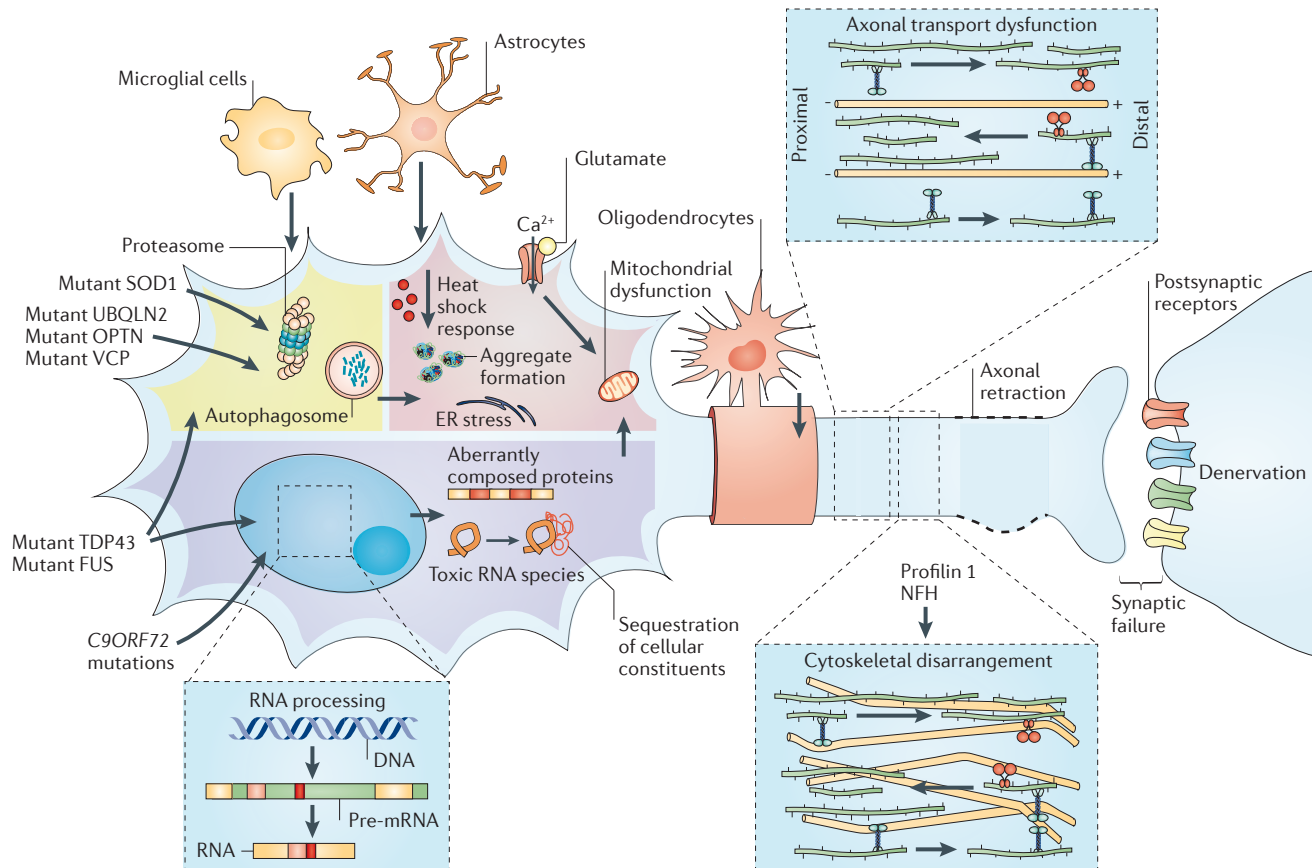 Astrocytes
Microglial cells
Glutamate
Ca²⁺
Oligodendrocytes
Proteasome
Mutant SOD1
Mutant UBQLN2
Mutant OPTN
Mutant VCP
Heat
shock
response
Mitochondrial
dysfunction
Aggregate
formation
Autophagosome
ER stress
Aberrantly
composed proteins
Mutant TDP43
Mutant FUS
Toxic RNA species
C9ORF72
mutations
Sequestration
of cellular
constituents
RNA processing
DNA
Pre-mRNA
RNA
Axonal transport dysfunction
Proximal
Distal
- +
- +
Axonal
retraction
Postsynaptic
receptors
Denervation
Synaptic
failure
Profilin 1
NFH
Cytoskeletal disarrangement